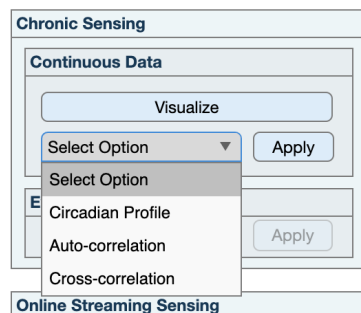 Chronic Sensing
Continuous Data
Visualize
Select Option Apply
Select Option
E
Circadian Profile
Apply
Auto-correlation
Cross-correlation
Online Streaming Sensing